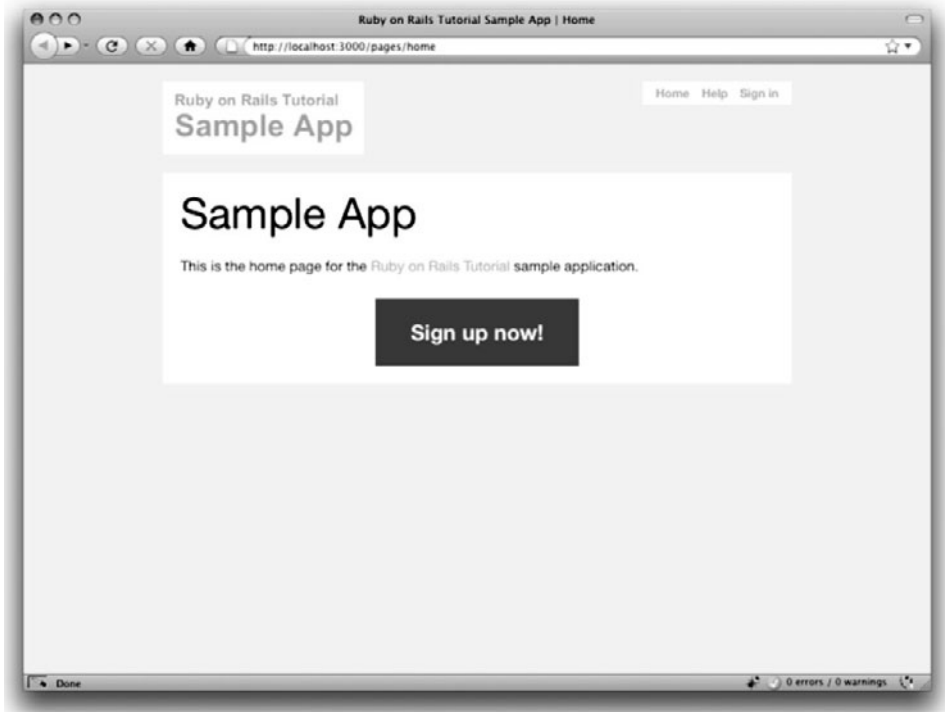 Ruby on Rails Tutorial Sample App | Home
http://localhost:3000/pages/home
Ruby on Rails Tutorial
Sample App
Home Help Sign in
Sample App
This is the home page for the Ruby on Rails Tutorial sample application.
Sign up now!
Done
0 errors / 0 warnings